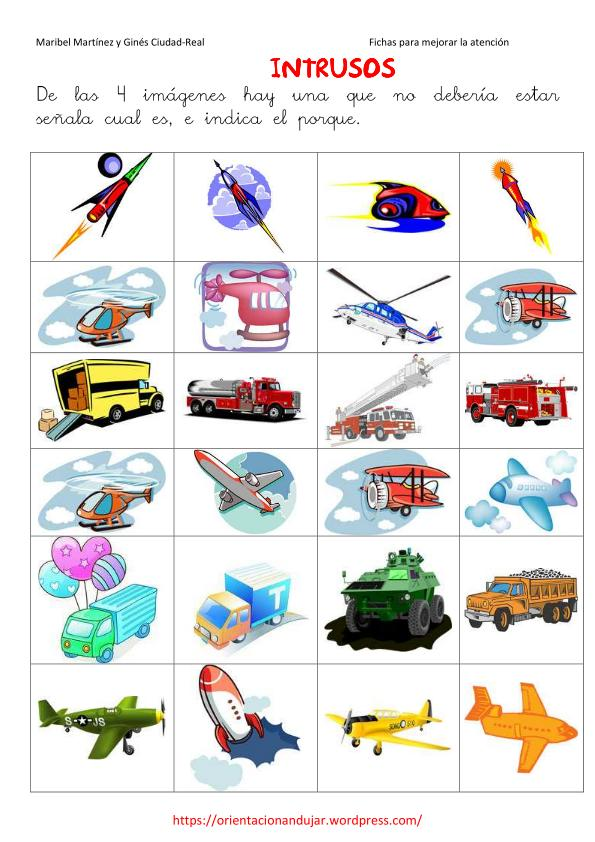 Maribel Martínez y Ginés Ciudad-Real Fichas para mejorar la atención
INTRUSOS
De las 4 imágenes hay una que no debería estar
señala cual es, e indica el porque.
T
S JS
https://orientacionandujar.wordpress.com/